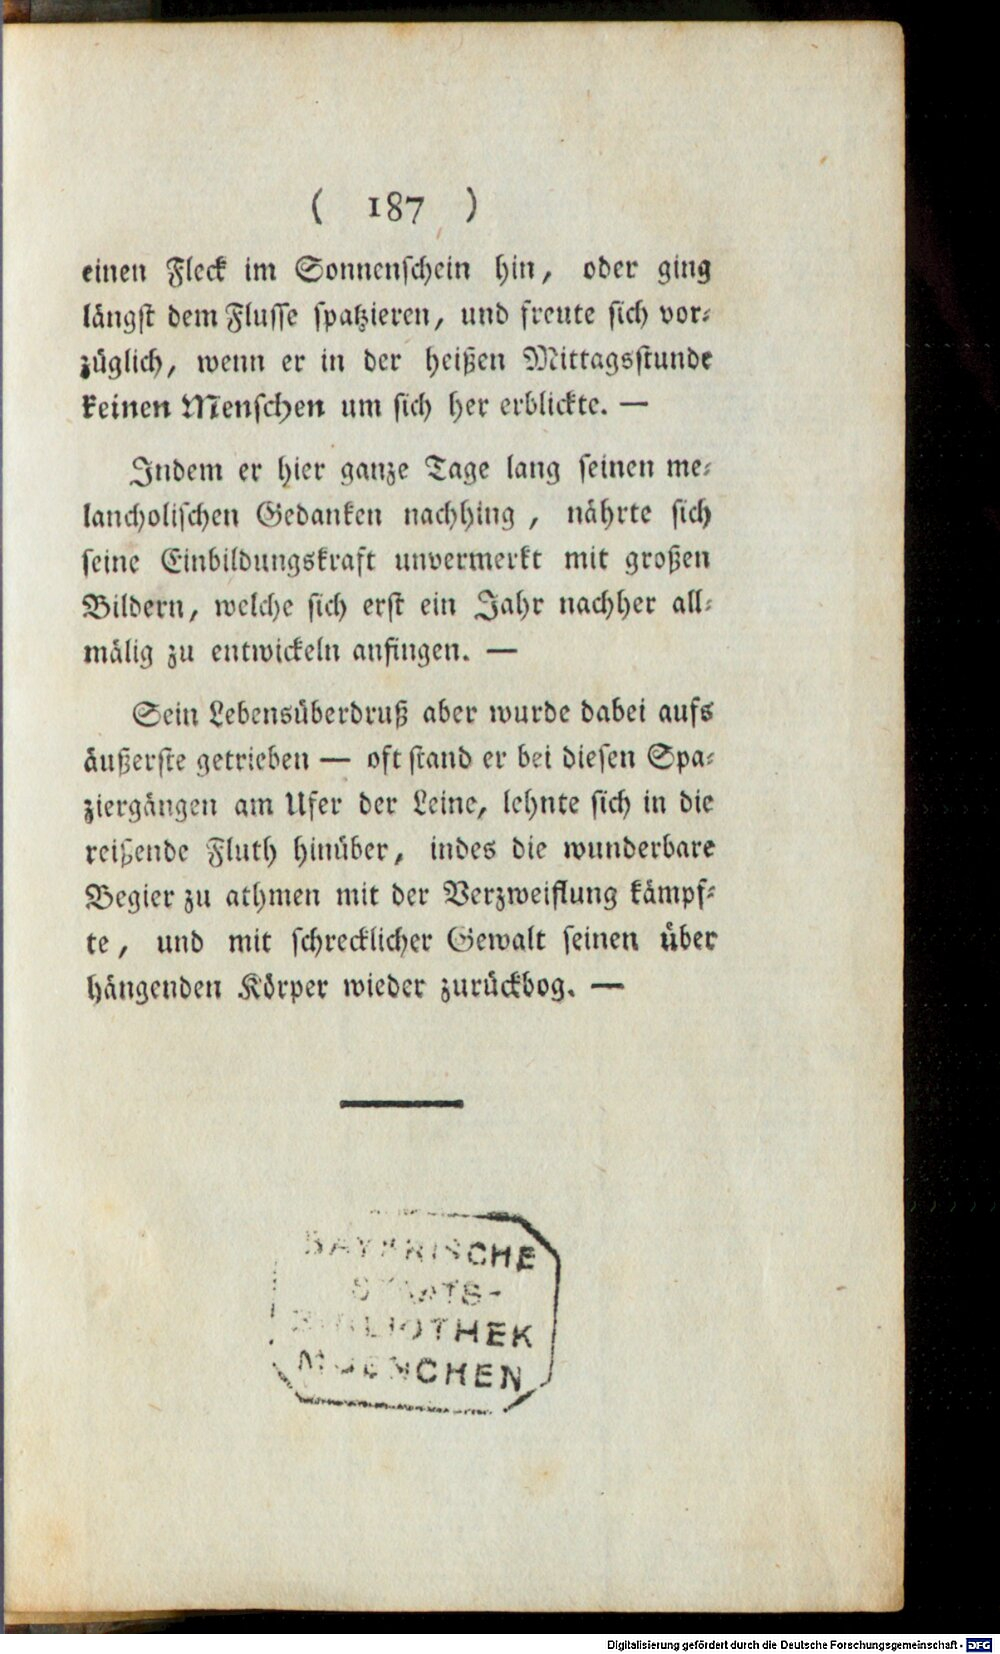 ( 187 )
einen Fleck im Sonnenschein hin, oder ging
längst dem Flusse spatzieren, und freute sich vor⸗
züglich, wenn er in der heißen Mittagsstunde
keinen Menschen um sich her erblickte. —
Indem er hier ganze Tage lang seinen me⸗
lancholischen Gedanken nachhing, nährte sich
seine Einbildungskraft unvermerkt mit großen
Bildern, welche sich erst ein Jahr nachher all⸗
mälig zu entwickeln anfingen. —
Sein Lebensüberdruß aber wurde dabei aufs
äußerste getrieben — oft stand er bei diesen Spa⸗
ziergängen am Ufer der Leine, lehnte sich in die
reißende Fluth hinüber, indes die wunderbare
Begier zu athmen mit der Verzweiflung kämpf⸗
te, und mit schrecklicher Gewalt seinen über
hängenden Körper wieder zurückbog. —
BAYERISCHE
STAATS-
BIBLIOTHEK
MUENCHEN
Digitalisierung gefördert durch die Deutsche Forschungsgemeinschaft - DFG